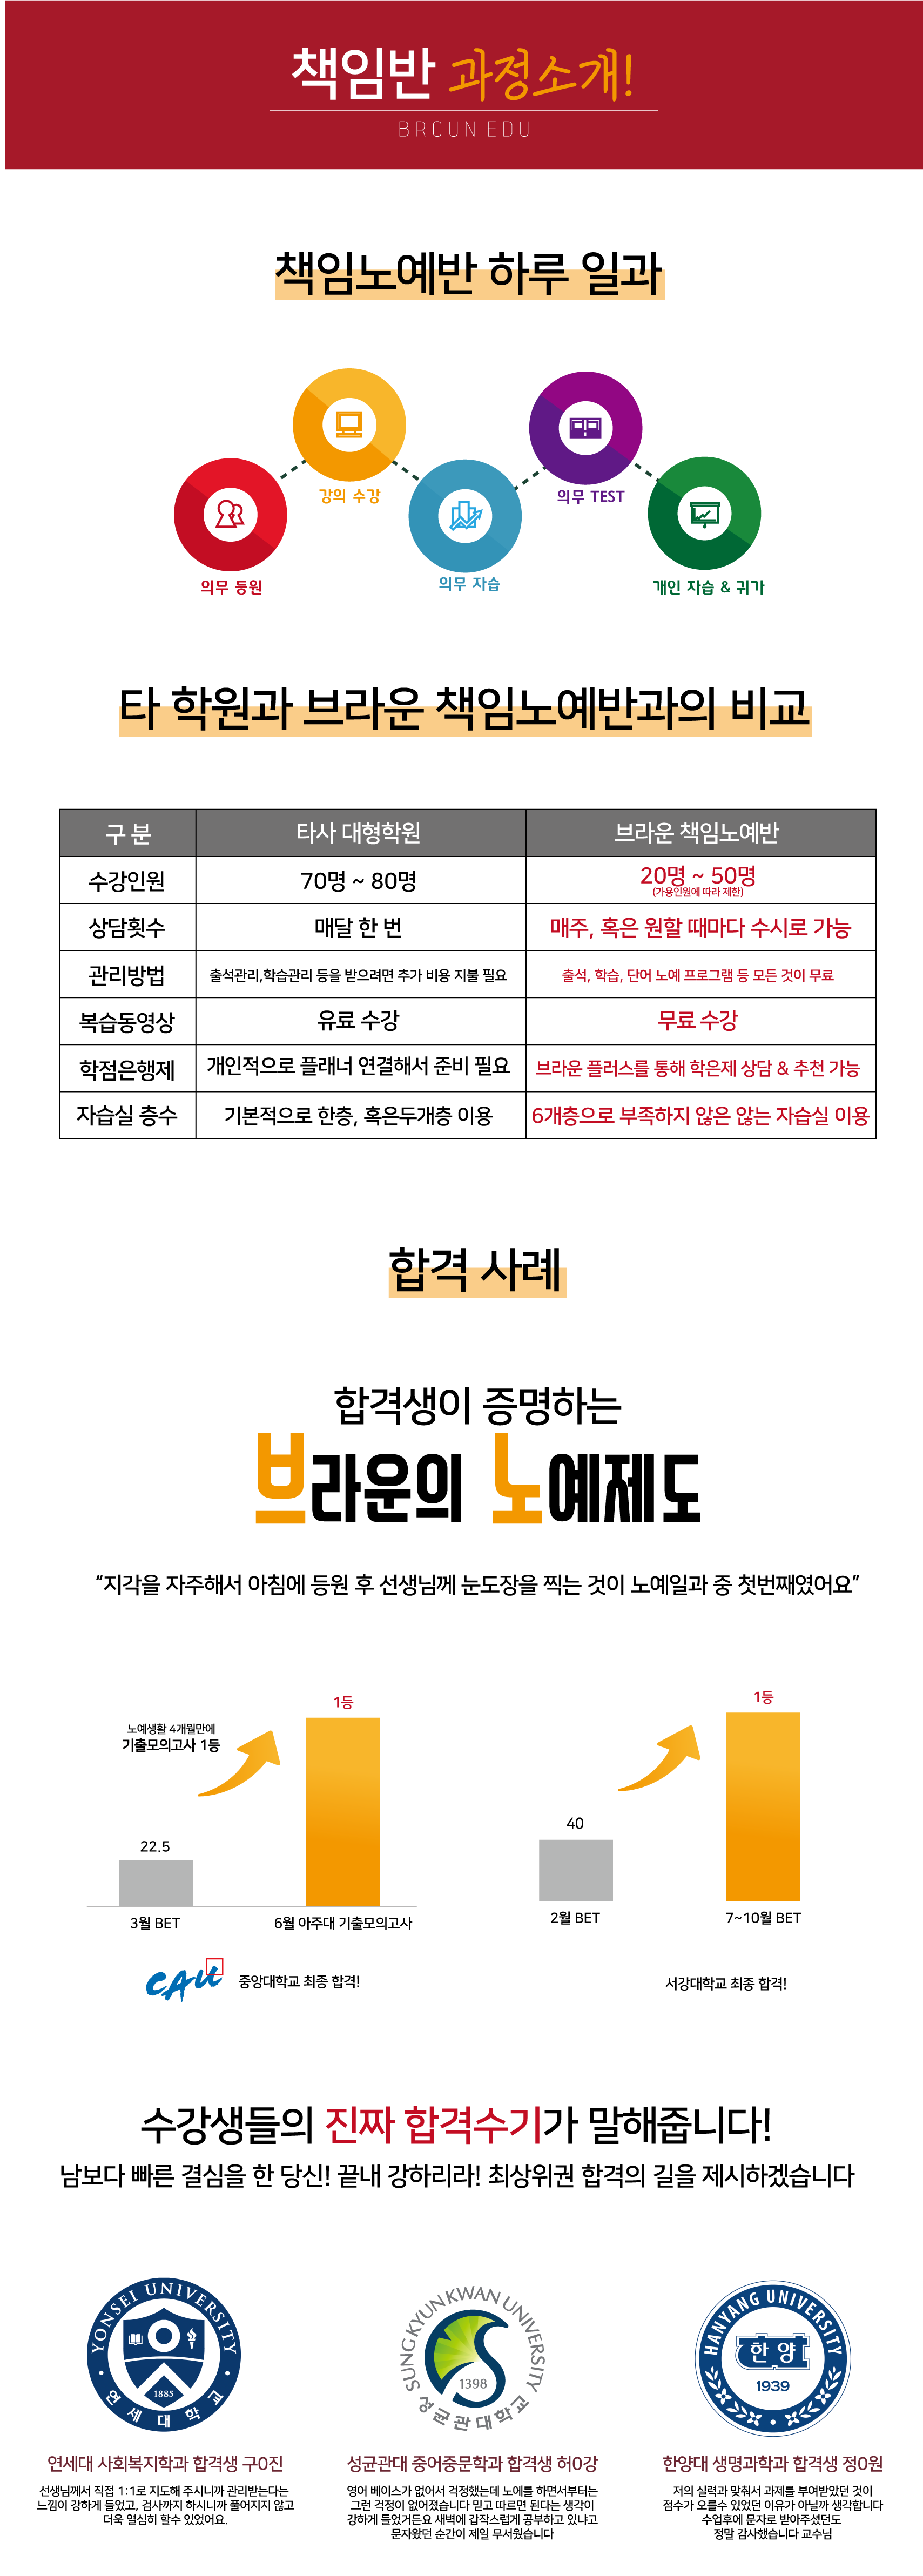 책임반 과정소개!
BROUN EDU
책임노예반 하루 일과
강의 수강
의무 TEST
의무 등원
의무 자습
개인 자습 & 귀가
타 학원과 브라운 책임노예반과의 비교
구 분 타사 대형학원 브라운 책임노예반
수강인원 70명 ~ 80명 20명 ~ 50명
(가용인원에 따라 제한)
상담횟수 매달 한 번 매주, 혹은 원할 때마다 수시로 가능
관리방법 출석관리,학습관리 등을 받으려면 추가 비용 지불 필요 출석, 학습, 단어 노예 프로그램 등 모든 것이 무료
복습동영상 유료 수강 무료 수강
학점은행제 개인적으로 플래너 연결해서 준비 필요 브라운 플러스를 통해 학은제 상담 & 추천 가능
자습실 층수 기본적으로 한층, 혹은두개층 이용 6개층으로 부족하지 않은 않는 자습실 이용
합격 사례
합격생이 증명하는
브라운의 노예제도
“지각을 자주해서 아침에 등원 후 선생님께 눈도장을 찍는 것이 노예일과 중 첫번째였어요”
노예생활 4개월만에
기출모의고사 1등
1등
22.5
3월 BET
6월 아주대 기출모의고사
1등
40
2월 BET
7~10월 BET
CAU
중앙대학교 최종 합격!
서강대학교 최종 합격!
수강생들의 진짜 합격수기가 말해줍니다!
남보다 빠른 결심을 한 당신! 끝내 강하리라! 최상위권 합격의 길을 제시하겠습니다
YONSEI UNIVERSITY
1885
연세대학교
SUNGKYUNKWAN UNIVERSITY
1398
성균관대학교
HANYANG UNIVERSITY
한양
1939
연세대 사회복지학과 합격생 구0진
선생님께서 직접 1:1로 지도해 주시니까 관리받는다는
느낌이 강하게 들었고, 검사까지 하시니까 풀어지지 않고
더욱 열심히 할수 있었어요.
성균관대 중어중문학과 합격생 허0강
영어 베이스가 없어서 걱정했는데 노에를 하면서부터는
그런 걱정이 없어졌습니다 믿고 따르면 된다는 생각이
강하게 들었거든요 새벽에 갑작스럽게 공부하고 있냐고
문자왔던 순간이 제일 무서웠습니다
한양대 생명과학과 합격생 정0원
저의 실력과 맞춰서 과제를 부여받았던 것이
점수가 오를수 있었던 이유가 아닐까 생각합니다
수업후에 문자로 받아주셨던도
정말 감사했습니다 교수님